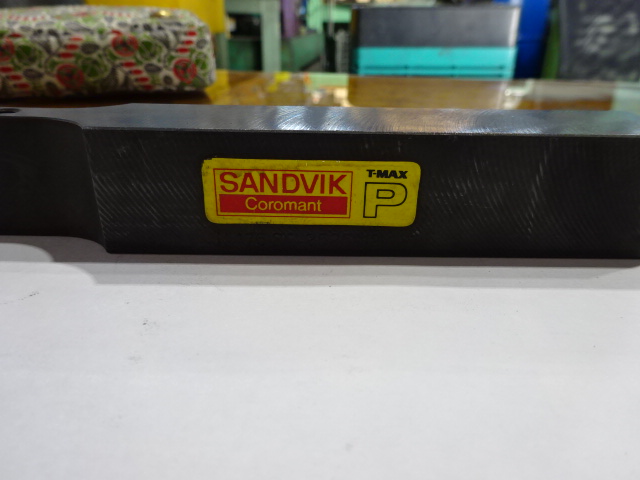 SANDVIK
Coromant
T-MAX
P